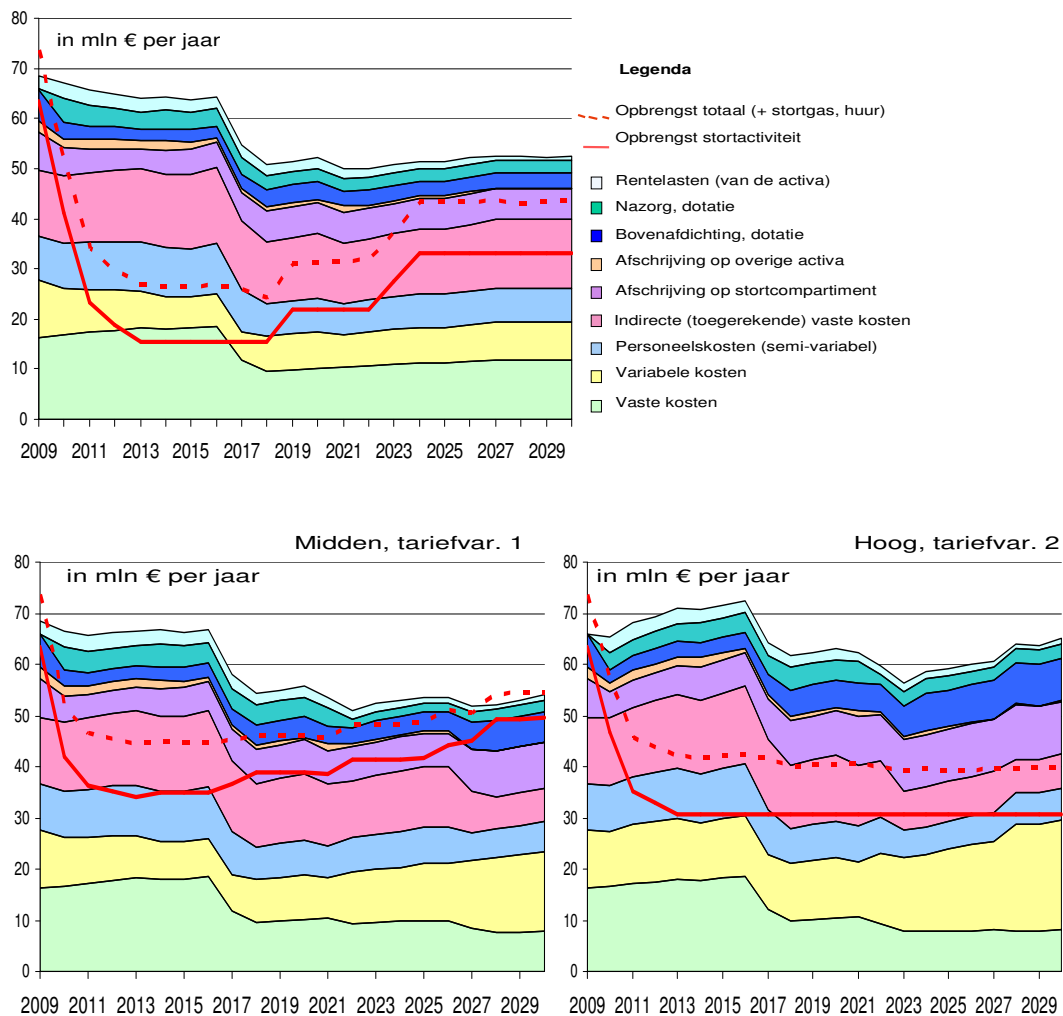 in mln € per jaar
80
70
60
50
40
30
20
10
0
2009 2011 2013 2015 2017 2019 2021 2023 2025 2027 2029
Legenda
Opbrengst totaal (+ stortgas, huur)
Opbrengst stortactiviteit
Rentelasten (van de activa)
Nazorg, dotatie
Bovenafdichting, dotatie
Afschrijving op overige activa
Afschrijving op stortcompartiment
Indirecte (toegerekende) vaste kosten
Personeelskosten (semi-variabel)
Variabele kosten
Vaste kosten
Midden, tariefvar. 1
in mln € per jaar
80
70
60
50
40
30
20
10
0
2009 2011 2013 2015 2017 2019 2021 2023 2025 2027 2029
Hoog, tariefvar. 2
in mln € per jaar
80
70
60
50
40
30
20
10
0
2009 2011 2013 2015 2017 2019 2021 2023 2025 2027 2029